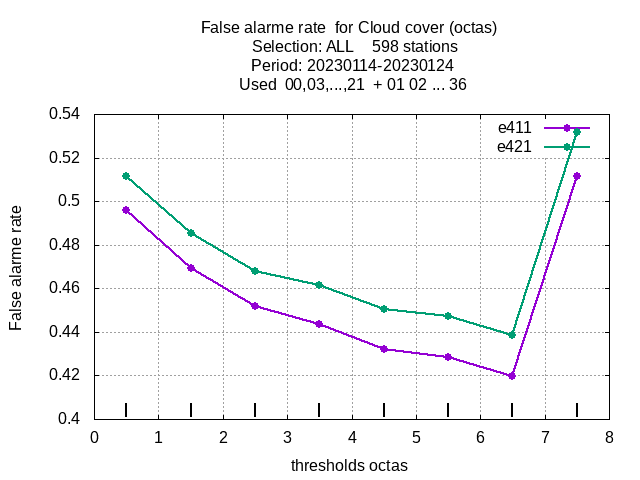 False alarme rate  for Cloud cover (octas)
Selection: ALL    598 stations
Period: 20230114-20230124
Used  00,03,...,21  + 01 02 ... 36
e411
e421
0.54
0.52
0.5
0.48
0.46
0.44
0.42
0.4
False alarme rate
0 1 2 3 4 5 6 7 8
thresholds octas